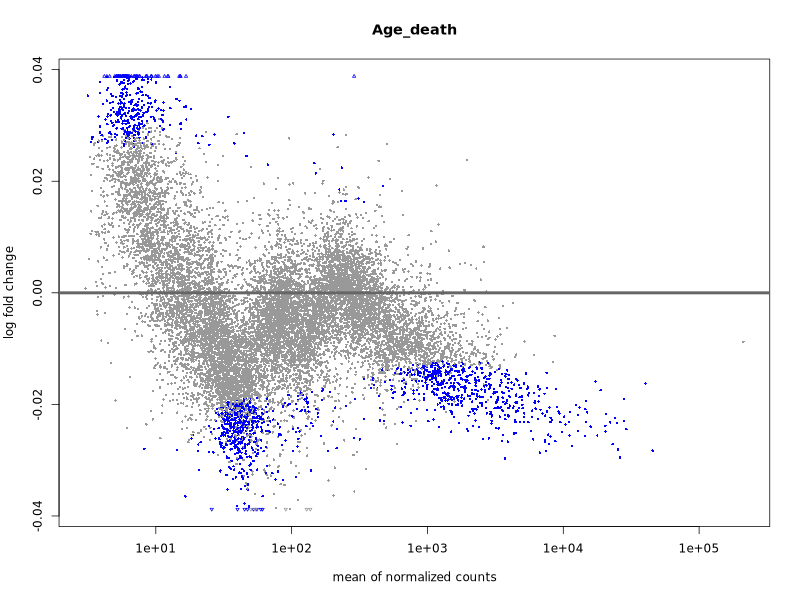 Age_death
log fold change
0.04
0.02
0.00
-0.02
-0.04
1e+01 1e+02 1e+03 1e+04 1e+05
mean of normalized counts